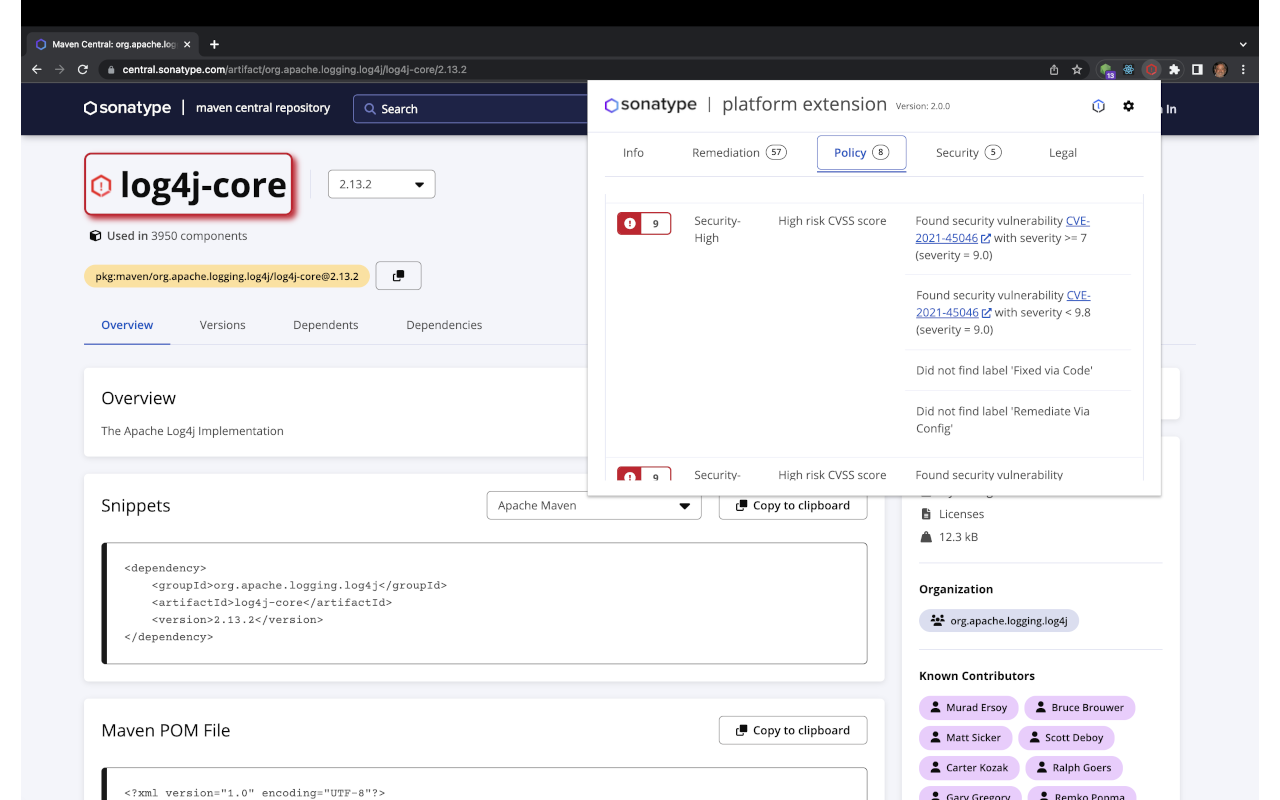 Maven Central: org.apache.log
central.sonatype.com/artifact/org.apache.logging.log4j/log4j-core/2.13.2
13
sonatype | maven central repository
Search
In
log4j-core
2.13.2
Used in 3950 components
pkg:maven/org.apache.logging.log4j/log4j-core@2.13.2
Overview Versions Dependents Dependencies
Overview
The Apache Log4j Implementation
Snippets
Apache Maven
Copy to clipboard
<dependency>
<groupId>org.apache.logging.log4j</groupId>
<artifactId>log4j-core</artifactId>
<version>2.13.2</version>
</dependency>
Maven POM File
Copy to clipboard
<?xml version="1.0" encoding="UTF-8"?>
sonatype | platform extension Version: 2.0.0
Info Remediation 57 Policy 8 Security 5 Legal
9
Security-
High
High risk CVSS score
Found security vulnerability CVE-
2021-45046 with severity >= 7
(severity = 9.0)
Found security vulnerability CVE-
2021-45046 with severity < 9.8
(severity = 9.0)
Did not find label 'Fixed via Code'
Did not find label 'Remediate Via
Config'
9
Security-
High risk CVSS score
Found security vulnerability
Licenses
12.3 kB
Organization
org.apache.logging.log4j
Known Contributors
Murad Ersoy Bruce Brouwer
Matt Sicker Scott Deboy
Carter Kozak Ralph Goers
Gary Gregory Remko Popma